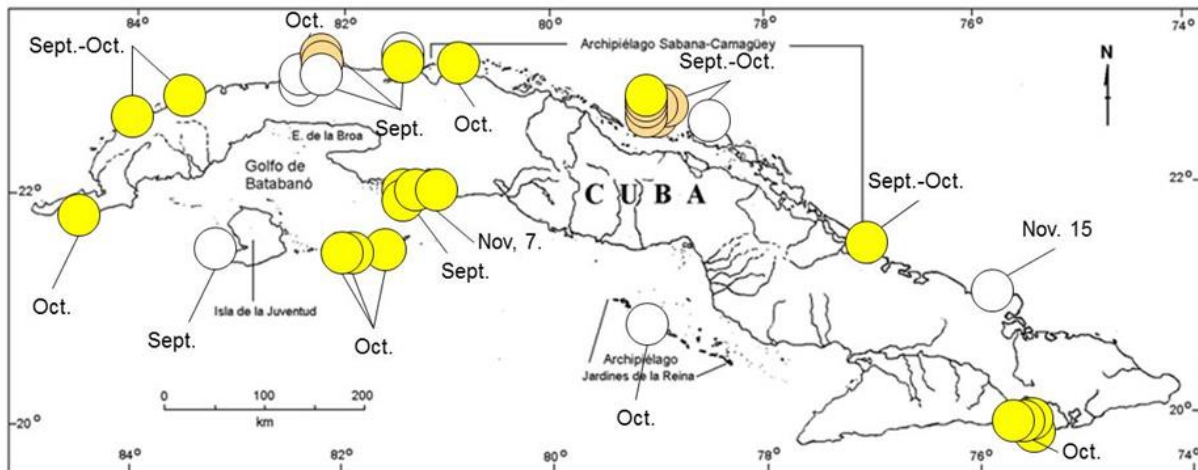 84° 82° 80° 78° 76° 74°
Oct.
Sept.-Oct.
Archipiélago Sabana-Camagüey
N
Sept.-Oct.
Sept.
Oct.
E. de la Broa
Golfo de
Batabanó
22°
22°
CUBA
Sept.-Oct.
Nov, 7.
Nov. 15
Sept.
Oct.
Sept.
Isla de la Juventud
Oct.
Archipiélago
Jardines de la Reina
0 50 100 200
km
Oct.
20°
20°
Oct.
84° 82° 80° 78° 76° 74°